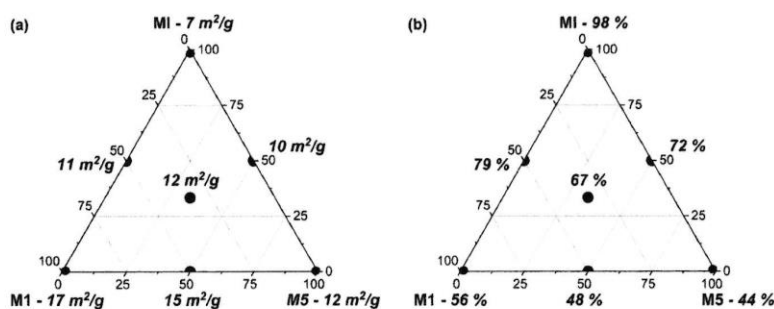 (a) MI - 7 m²/g
0 100
25 75
11 m²/g 50 10 m²/g
50
12 m²/g
75 25
100 0
0 25 50 75 100
M1 - 17 m²/g 15 m²/g M5 - 12 m²/g
(b) MI - 98 %
0 100
25 75
79 % 50 72 %
50
67 %
75 25
100 0
0 25 50 75 100
M1 - 56 % 48 % M5 - 44 %